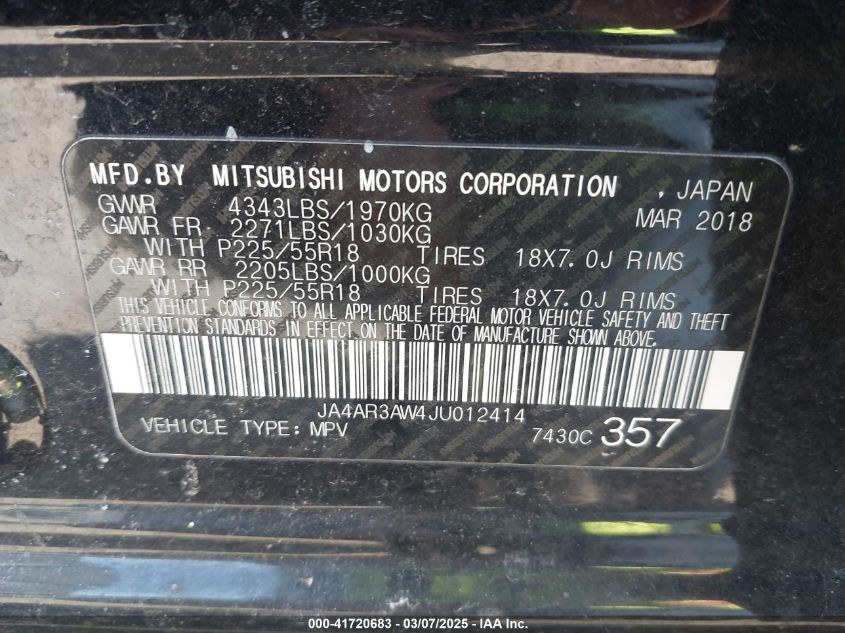 MFD.BY MITSUBISHI MOTORS CORPORATION , JAPAN
GVWR 4343LBS/1970KG MAR 2018
GAWR FR. 2271LBS/1030KG
WITH P225/55R18 TIRES 18X7.0J RIMS
GAWR RR 2205LBS/1000KG
WITH P225/55R18 TIRES 18X7.0J RIMS
THIS VEHICLE CONFORMS TO ALL APPLICABLE FEDERAL MOTOR VEHICLE SAFETY AND THEFT
PREVENTION STANDARDS IN EFFECT ON THE DATE OF MANUFACTURE SHOWN ABOVE.
JA4AR3AW4JU012414
VEHICLE TYPE: MPV 7430C 357
000-41720683 - 03/07/2025 - IAA Inc.